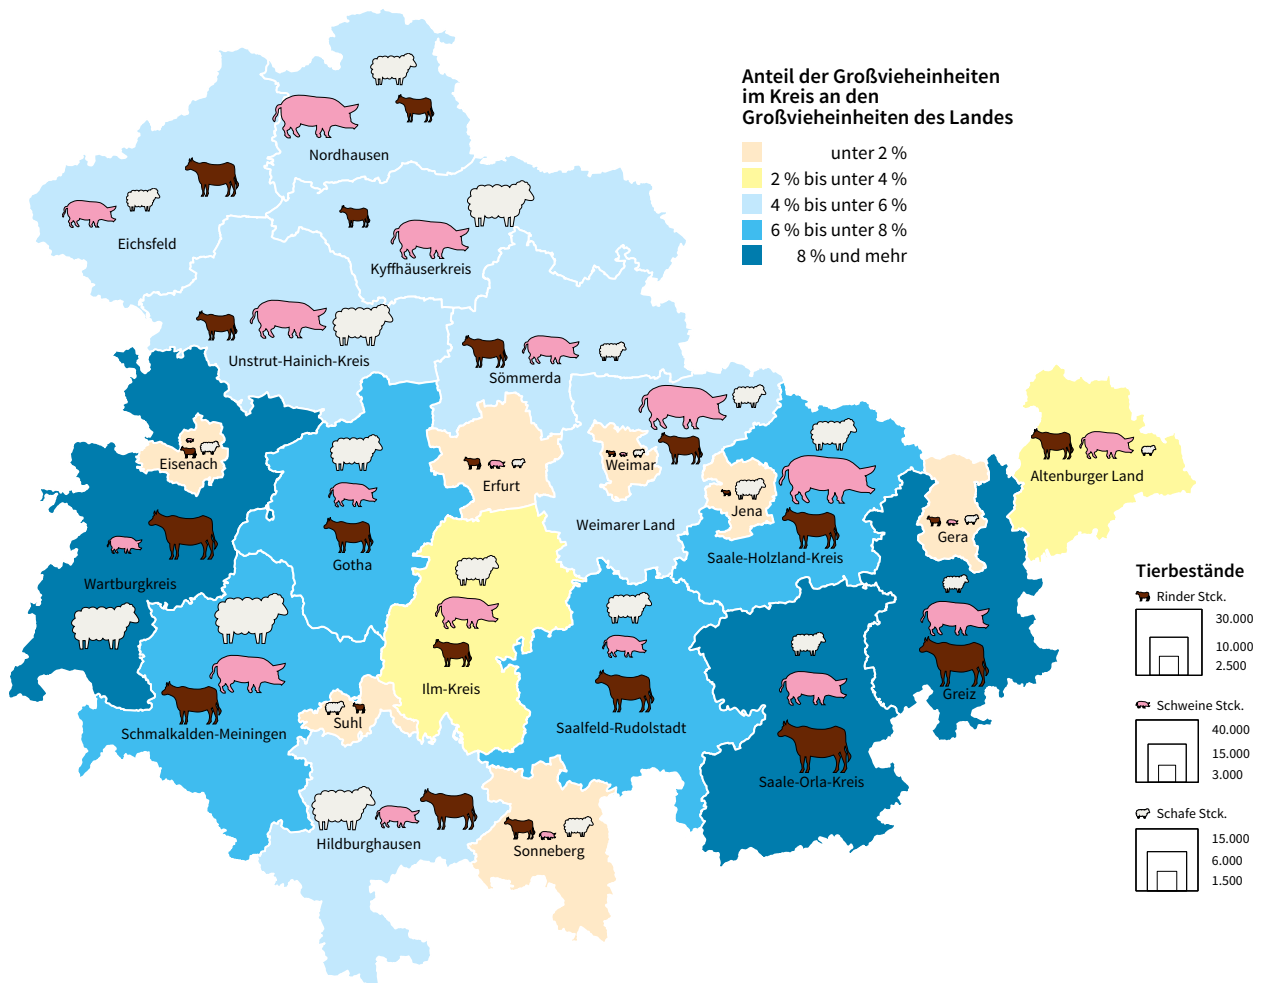 Anteil der Großvieheinheiten
im Kreis an den
Großvieheinheiten des Landes
unter 2 %
2 % bis unter 4 %
4 % bis unter 6 %
6 % bis unter 8 %
8 % und mehr
Nordhausen
Eichsfeld
Kyffhäuserkreis
Unstrut-Hainich-Kreis
Sömmerda
Eisenach
Erfurt
Weimar
Altenburger Land
Jena
Weimarer Land
Gera
Saale-Holzland-Kreis
Gotha
Wartburgkreis
Ilm-Kreis
Greiz
Suhl
Schmalkalden-Meiningen
Saalfeld-Rudolstadt
Saale-Orla-Kreis
Hildburghausen
Sonneberg
Tierbestände
Rinder Stck.
30.000
10.000
2.500
Schweine Stck.
40.000
15.000
3.000
Schafe Stck.
15.000
6.000
1.500